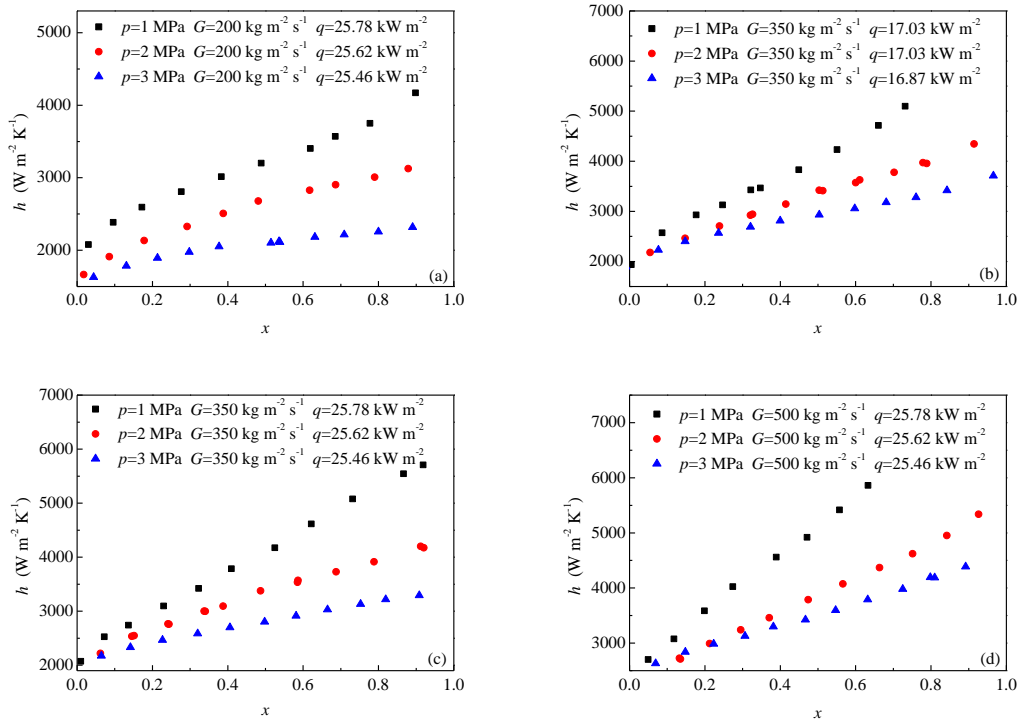 p=1 MPa G=200 kg m⁻² s⁻¹ q=25.78 kW m⁻²
p=2 MPa G=200 kg m⁻² s⁻¹ q=25.62 kW m⁻²
p=3 MPa G=200 kg m⁻² s⁻¹ q=25.46 kW m⁻²
5000
4000
3000
2000
h (W m⁻² K⁻¹)
(a)
0.0 0.2 0.4 0.6 0.8 1.0
x
7000
p=1 MPa G=350 kg m⁻² s⁻¹ q=17.03 kW m⁻²
p=2 MPa G=350 kg m⁻² s⁻¹ q=17.03 kW m⁻²
p=3 MPa G=350 kg m⁻² s⁻¹ q=16.87 kW m⁻²
6000
5000
4000
3000
2000
h (W m⁻² K⁻¹)
(b)
0.0 0.2 0.4 0.6 0.8 1.0
x
7000
p=1 MPa G=350 kg m⁻² s⁻¹ q=25.78 kW m⁻²
p=2 MPa G=350 kg m⁻² s⁻¹ q=25.62 kW m⁻²
p=3 MPa G=350 kg m⁻² s⁻¹ q=25.46 kW m⁻²
6000
5000
4000
3000
2000
h (W m⁻² K⁻¹)
(c)
0.0 0.2 0.4 0.6 0.8 1.0
x
p=1 MPa G=500 kg m⁻² s⁻¹ q=25.78 kW m⁻²
p=2 MPa G=500 kg m⁻² s⁻¹ q=25.62 kW m⁻²
p=3 MPa G=500 kg m⁻² s⁻¹ q=25.46 kW m⁻²
7000
6000
5000
4000
3000
h (W m⁻² K⁻¹)
(d)
0.0 0.2 0.4 0.6 0.8 1.0
x